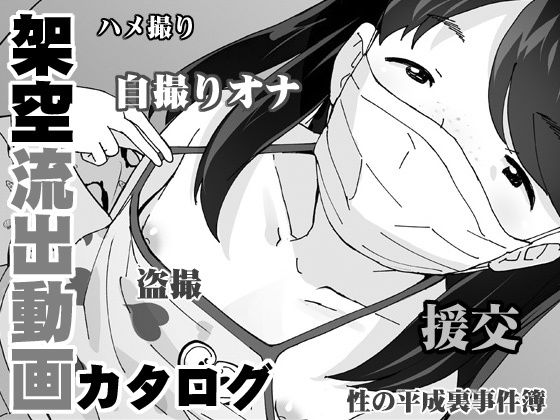 架空流出動画カタログ
ハメ撮り
自撮りオナ
盗撮
援交
性の平成裏事件簿